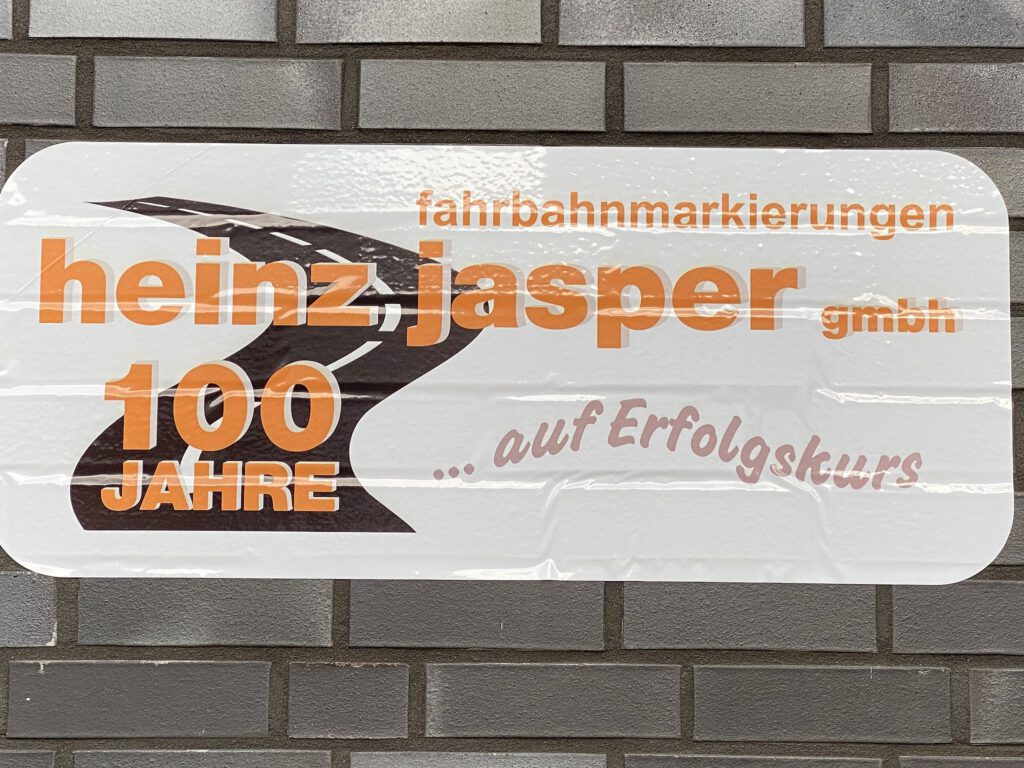 fahrbahnmarkierungen
heinz jasper gmbh
100
JAHRE
... auf Erfolgskurs